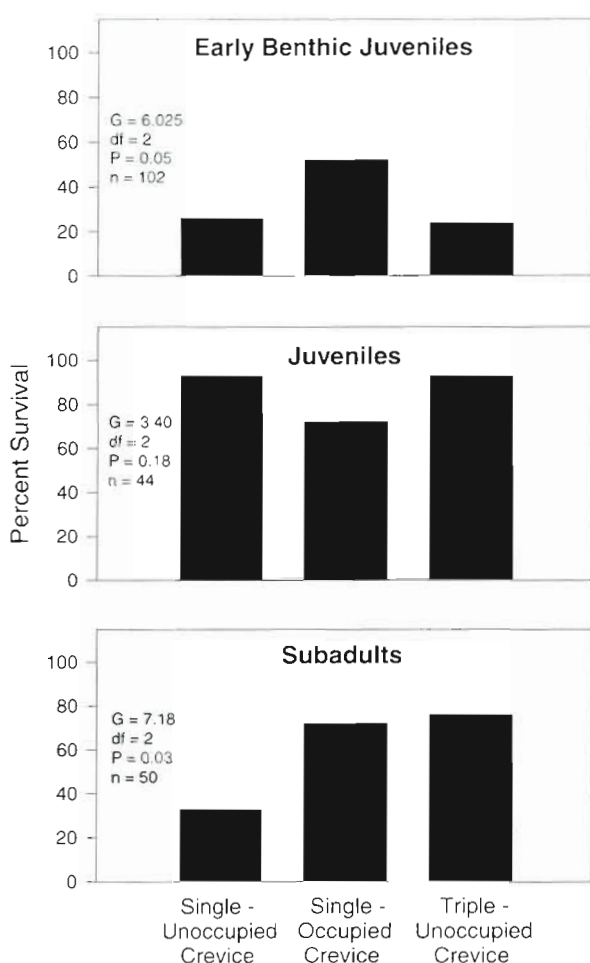 Early Benthic Juveniles
100
80
60
40
20
0
G = 6.025
df = 2
P = 0.05
n = 102
Juveniles
100
80
60
40
20
0
G = 3 40
df = 2
P = 0.18
n = 44
Percent Survival
Subadults
100
80
60
40
20
0
G = 7.18
df = 2
P = 0.03
n = 50
Single -
Unoccupied
Crevice
Single -
Occupied
Crevice
Triple -
Unoccupied
Crevice